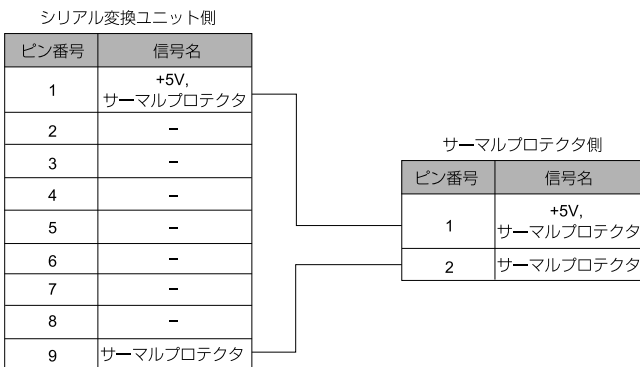 シリアル変換ユニット側
ピン番号 信号名
1 +5V,
サーマルプロテクタ
2 −
3 −
4 −
5 −
6 −
7 −
8 −
9 サーマルプロテクタ
サーマルプロテクタ側
ピン番号 信号名
1 +5V,
サーマルプロテクタ
2 サーマルプロテクタ